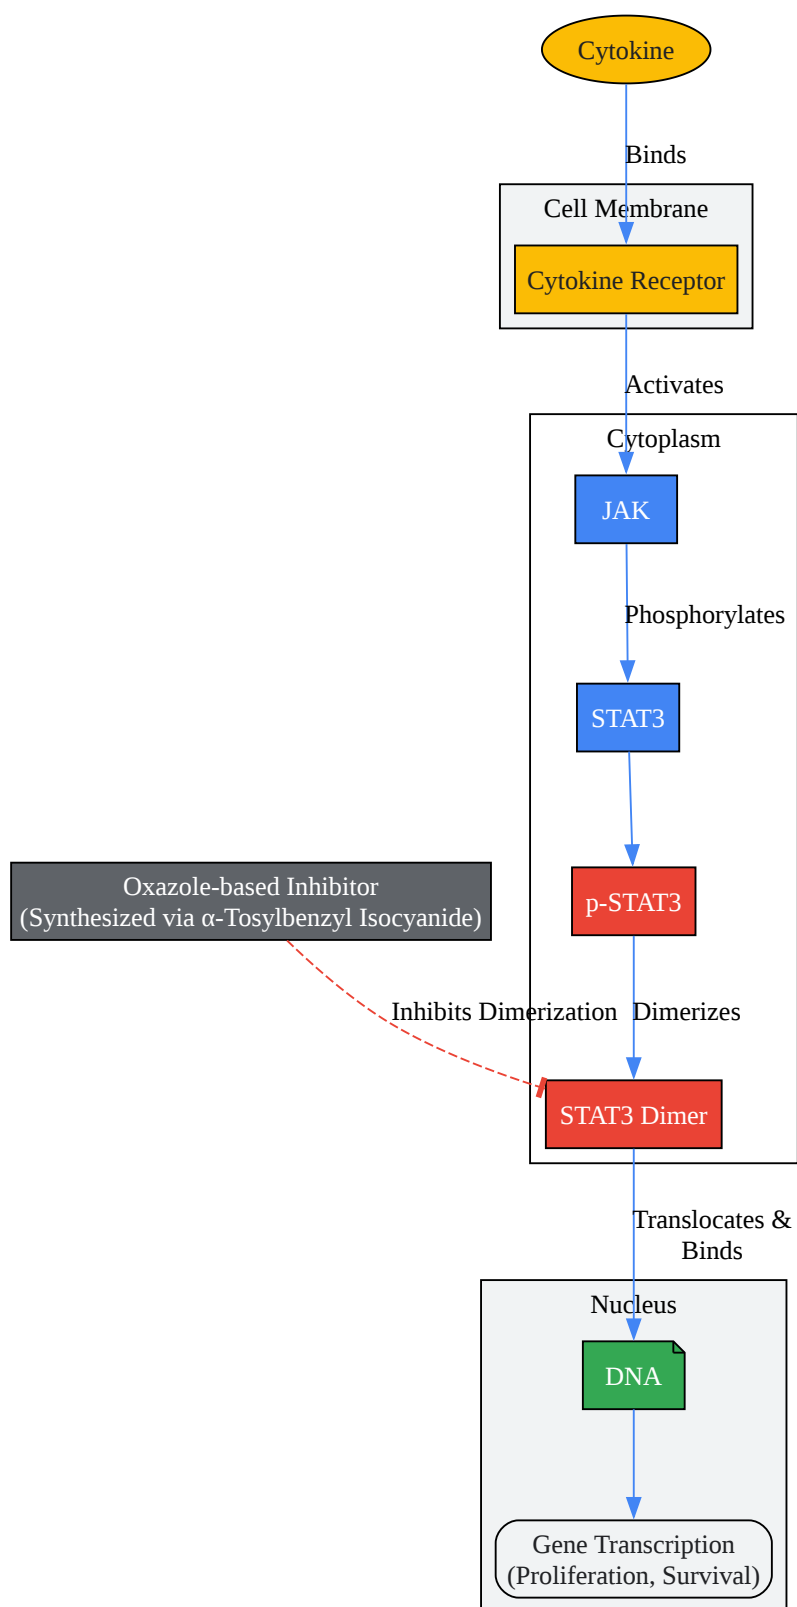 Cytokine
Binds
Cell Membrane
Cytokine Receptor
Activates
Cytoplasm
JAK
Phosphorylates
STAT3
Oxazole-based Inhibitor
(Synthesized via α-Tosylbenzyl Isocyanide)
p-STAT3
Inhibits Dimerization
Dimerizes
STAT3 Dimer
Translocates &
Binds
Nucleus
DNA
Gene Transcription
(Proliferation, Survival)